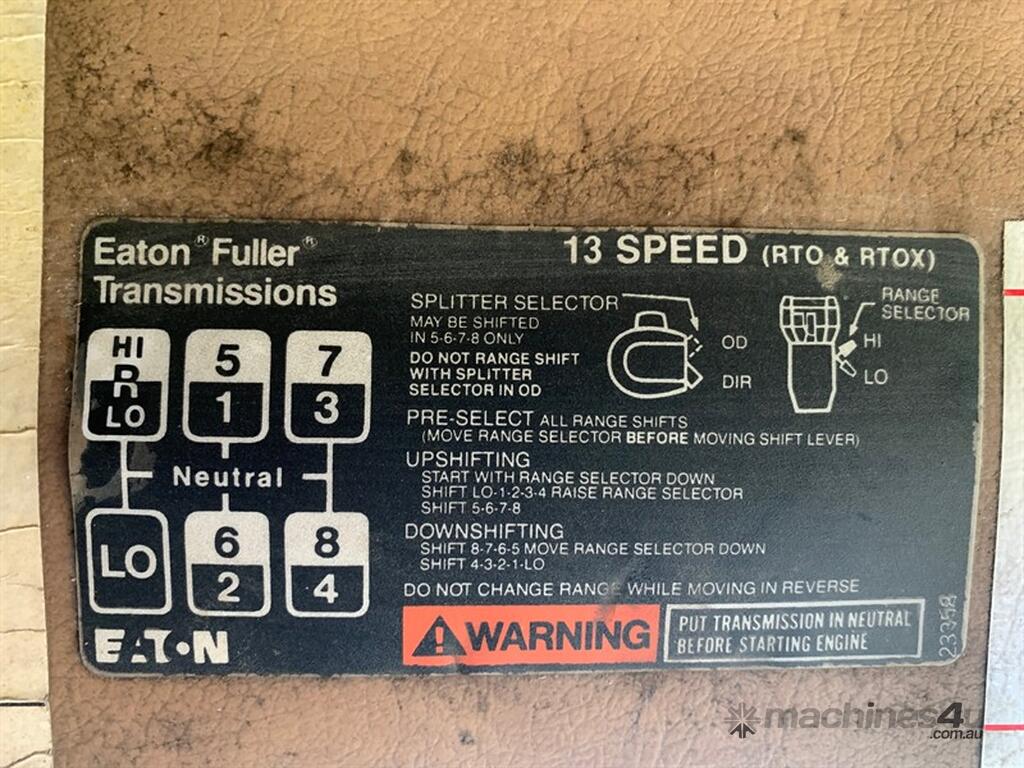 Eaton® Fuller®
Transmissions
13 SPEED (RTO & RTOX)
HI
R
LO
5
1
7
3
Neutral
LO
6
2
8
4
EATON
SPLITTER SELECTOR
MAY BE SHIFTED
IN 5-6-7-8 ONLY
DO NOT RANGE SHIFT
WITH SPLITTER
SELECTOR IN OD
OD
DIR
RANGE
SELECTOR
HI
LO
PRE-SELECT ALL RANGE SHIFTS
(MOVE RANGE SELECTOR BEFORE MOVING SHIFT LEVER)
UPSHIFTING
START WITH RANGE SELECTOR DOWN
SHIFT LO-1-2-3-4 RAISE RANGE SELECTOR
SHIFT 5-6-7-8
DOWNSHIFTING
SHIFT 8-7-6-5 MOVE RANGE SELECTOR DOWN
SHIFT 4-3-2-1-LO
DO NOT CHANGE RANGE WHILE MOVING IN REVERSE
WARNING
PUT TRANSMISSION IN NEUTRAL
BEFORE STARTING ENGINE
23358
machines4u
.com.au